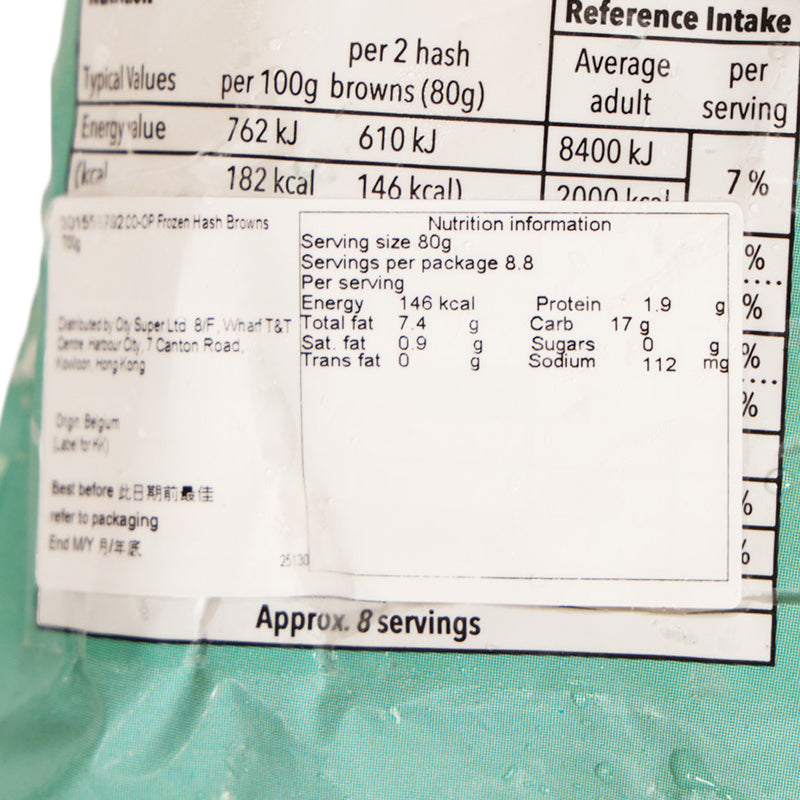 Reference Intake
Typical Values per 100g per 2 hash browns (80g) Average adult per serving
Energy value 762 kJ 610 kJ 8400 kJ 7%
(kcal 182 kcal 146 kcal) 2000 kcal
CO-OP Frozen Hash Browns
700g
Distributed by City Super Ltd 8/F, Wharf T&T
Centre Harbour City, 7 Canton Road,
Kowloon Hong Kong
Origin Belgium
(Label for HK)
Best before 此日期前最佳
refer to packaging
End M/Y 月/年底
25130
Nutrition information
Serving size 80g
Servings per package 8.8
Per serving
Energy 146 kcal Protein 1.9 g
Total fat 7.4 g Carb 17 g
Sat. fat 0.9 g Sugars 0 g
Trans fat 0 g Sodium 112 mg
%
%
%
%
%
%
Approx. 8 servings